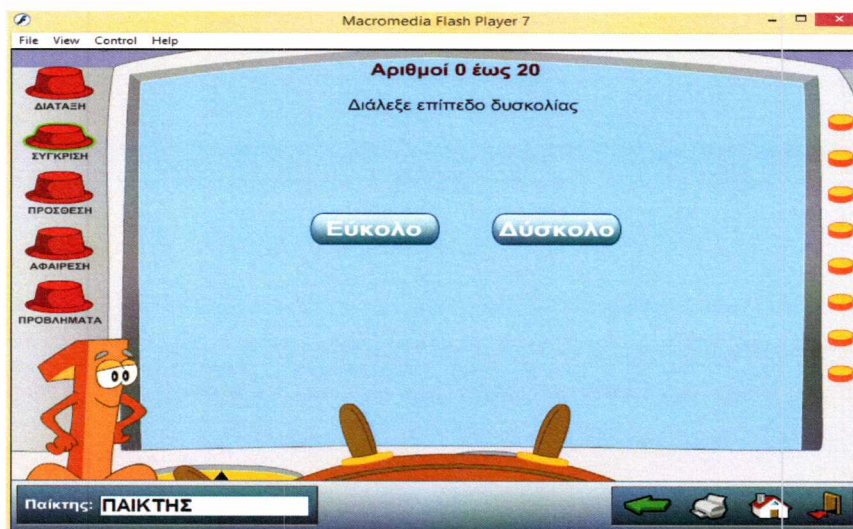 Macromedia Flash Player 7
File View Control Help
Αριθμοί 0 έως 20
Διάλεξε επίπεδο δυσκολίας
ΔΙΑΤΑΞΗ
ΣΥΓΚΡΙΣΗ
ΠΡΟΣΘΕΣΗ
ΑΦΑΙΡΕΣΗ
ΠΡΟΒΛΗΜΑΤΑ
Εύκολο Δύσκολο
Παίκτης: ΠΑΙΚΤΗΣ